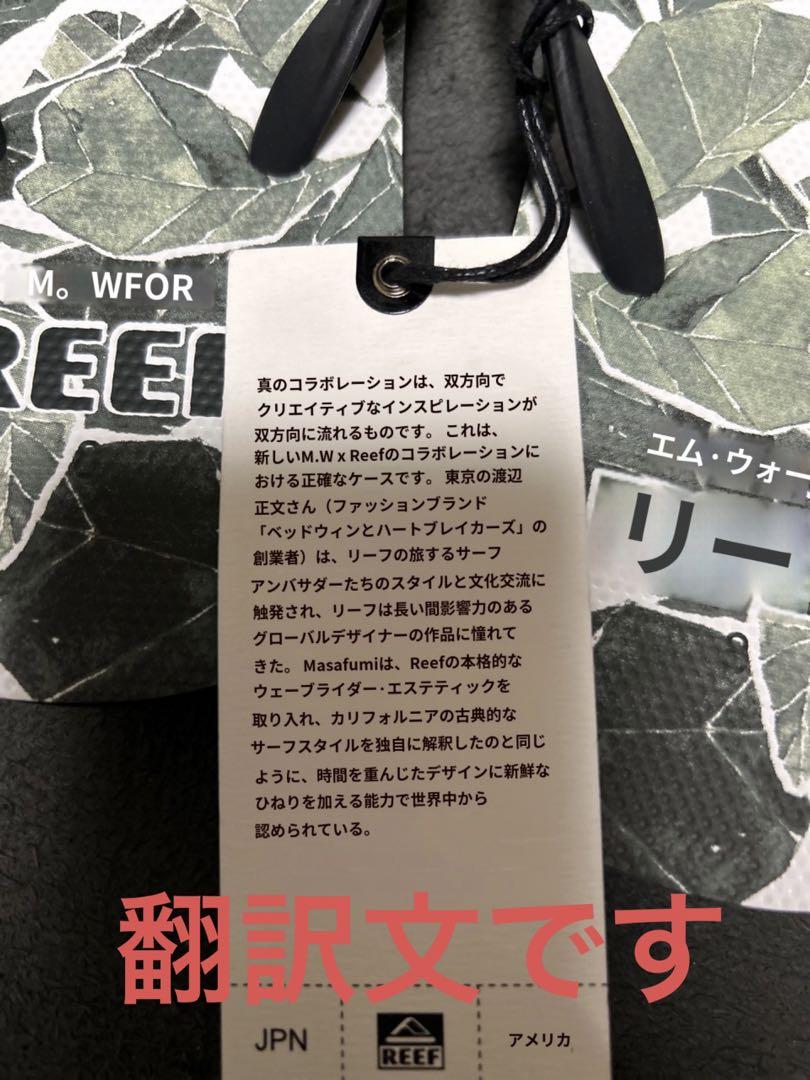 M。WFOR
REEF
真のコラボレーションは、双方向で
クリエイティブなインスピレーションが
双方向に流れるものです。これは、
新しいM.W x Reefのコラボレーションに
おける正確なケースです。東京の渡辺
正文さん（ファッションブランド
「ベッドウィンとハートブレイカーズ」の
創業者）は、リーフの旅するサーフ
アンバサダーたちのスタイルと文化交流に
触発され、リーフは長い間影響力のある
グローバルデザイナーの作品に憧れて
きた。Masafumiは、Reefの本格的な
ウェーブライダー·エステティックを
取り入れ、カリフォルニアの古典的な
サーフスタイルを独自に解釈したのと同じ
ように、時間を重んじたデザインに新鮮な
ひねりを加える能力で世界中から
認められている。
エム·ウォー
リー
翻訳文です
JPN
REEF
アメリカ